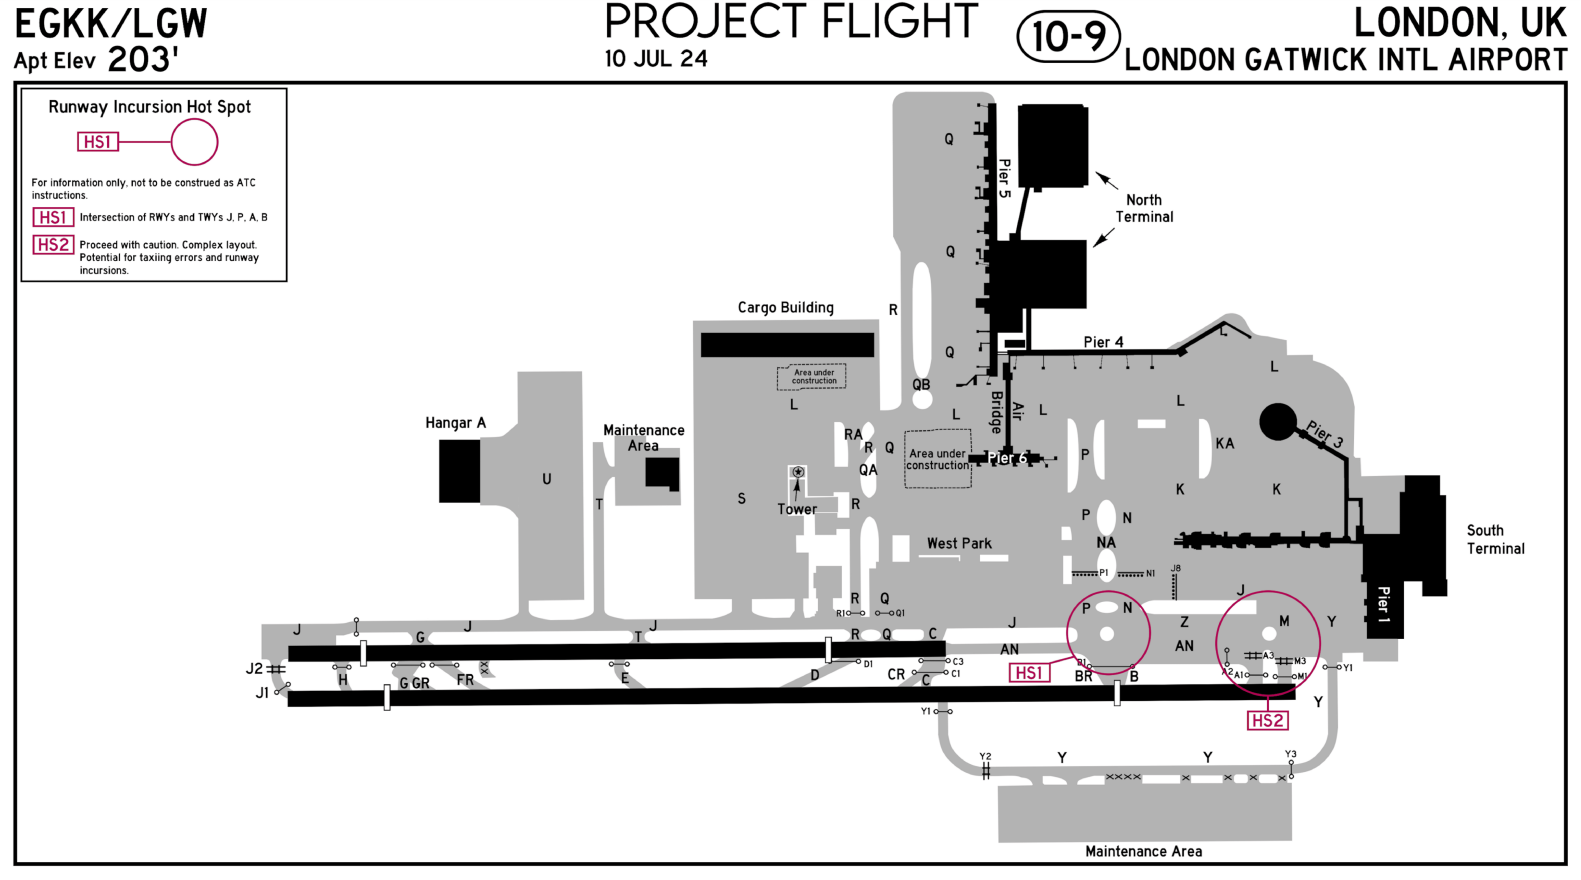 EGKK/LGW
Apt Elev 203'
PROJECT FLIGHT
10 JUL 24
10-9
LONDON, UK
LONDON GATWICK INTL AIRPORT
Runway Incursion Hot Spot
HS1
For information only, not to be construed as ATC
instructions.
HS1 Intersection of RWYs and TWYs J, P, A, B
HS2 Proceed with caution. Complex layout.
Potential for taxiing errors and runway
incursions.
Q
Pier 5
North
Terminal
Q
Cargo Building
R
Pier 4
L
Q
L
Area under
construction
QB
L
L
Air
Bridge
L
L
Hangar A
Maintenance
Area
RA
R
Q
QA
Area under
construction
Pier 6
P
KA
Pier 3
U
T
S
Tower
R
K
K
P
N
NA
West Park
South
Terminal
P1
N1
J8
J
Pier 1
R
Q
R1
Q1
P
N
Z
M
Y
J
J
J
G
T
R
Q
C
J
AN
AN
J2
J1
H
G
GR
FR
E
D
D1
CR
C
C3
C1
HS1
B1
BR
B
A2
A3
A1
M3
M1
Y1
Y
HS2
Y1
Y2
Y
Y
Y3
Maintenance Area